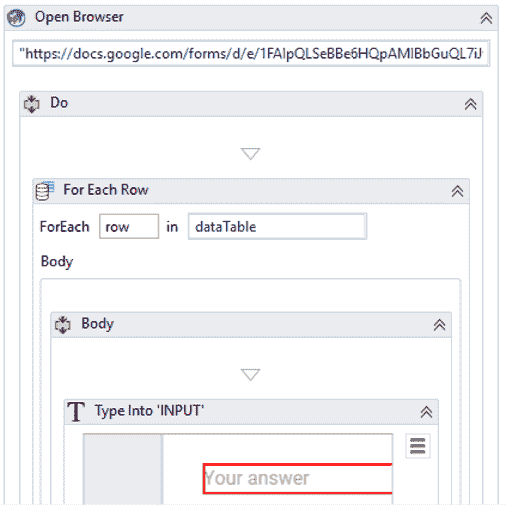 Open Browser
"https://docs.google.com/forms/d/e/1FAIpQLSeBBe6HQpAMlBbGuQL7iJ
Do
For Each Row
ForEach row in dataTable
Body
Body
T Type Into 'INPUT'
Your answer